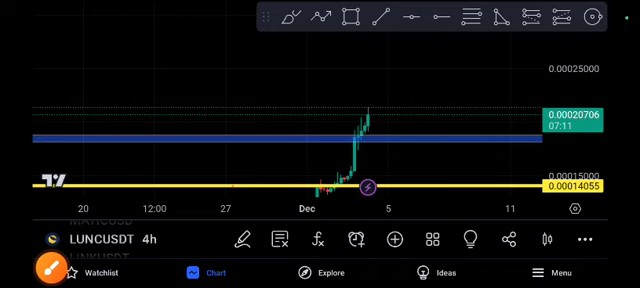 0.00025000
0.00020706
07:11
0.00015000
0.00014055
20 12:00 27 Dec 5 11
LUNCUSDT 4h
Watchlist Chart Explore Ideas Menu